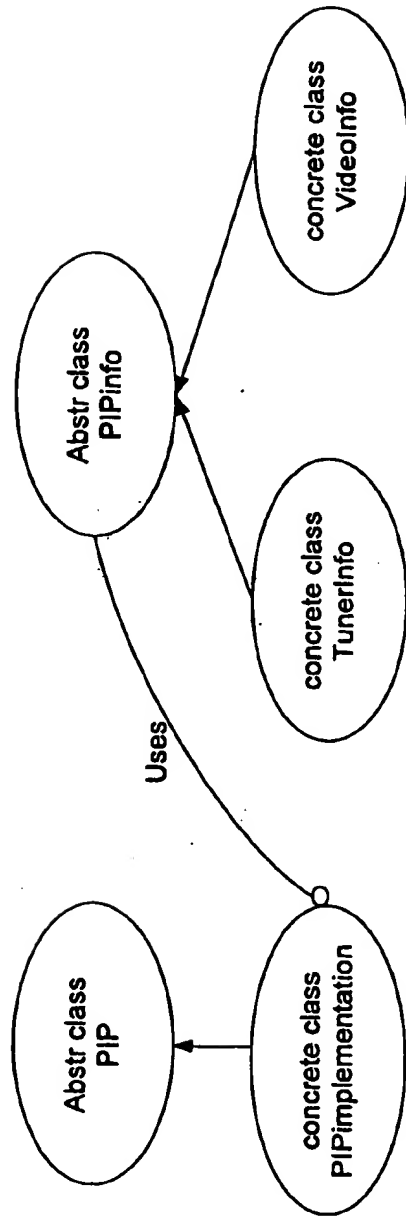 Abstr class
PIP
concrete class
PIPimplementation
Uses
Abstr class
PIPinfo
concrete class
TunerInfo
concrete class
VideoInfo